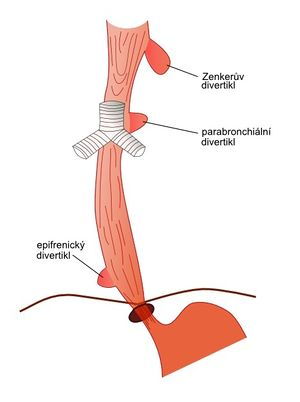 Zenkerův
divertikl
parabronchiální
divertikl
epifrenický
divertikl